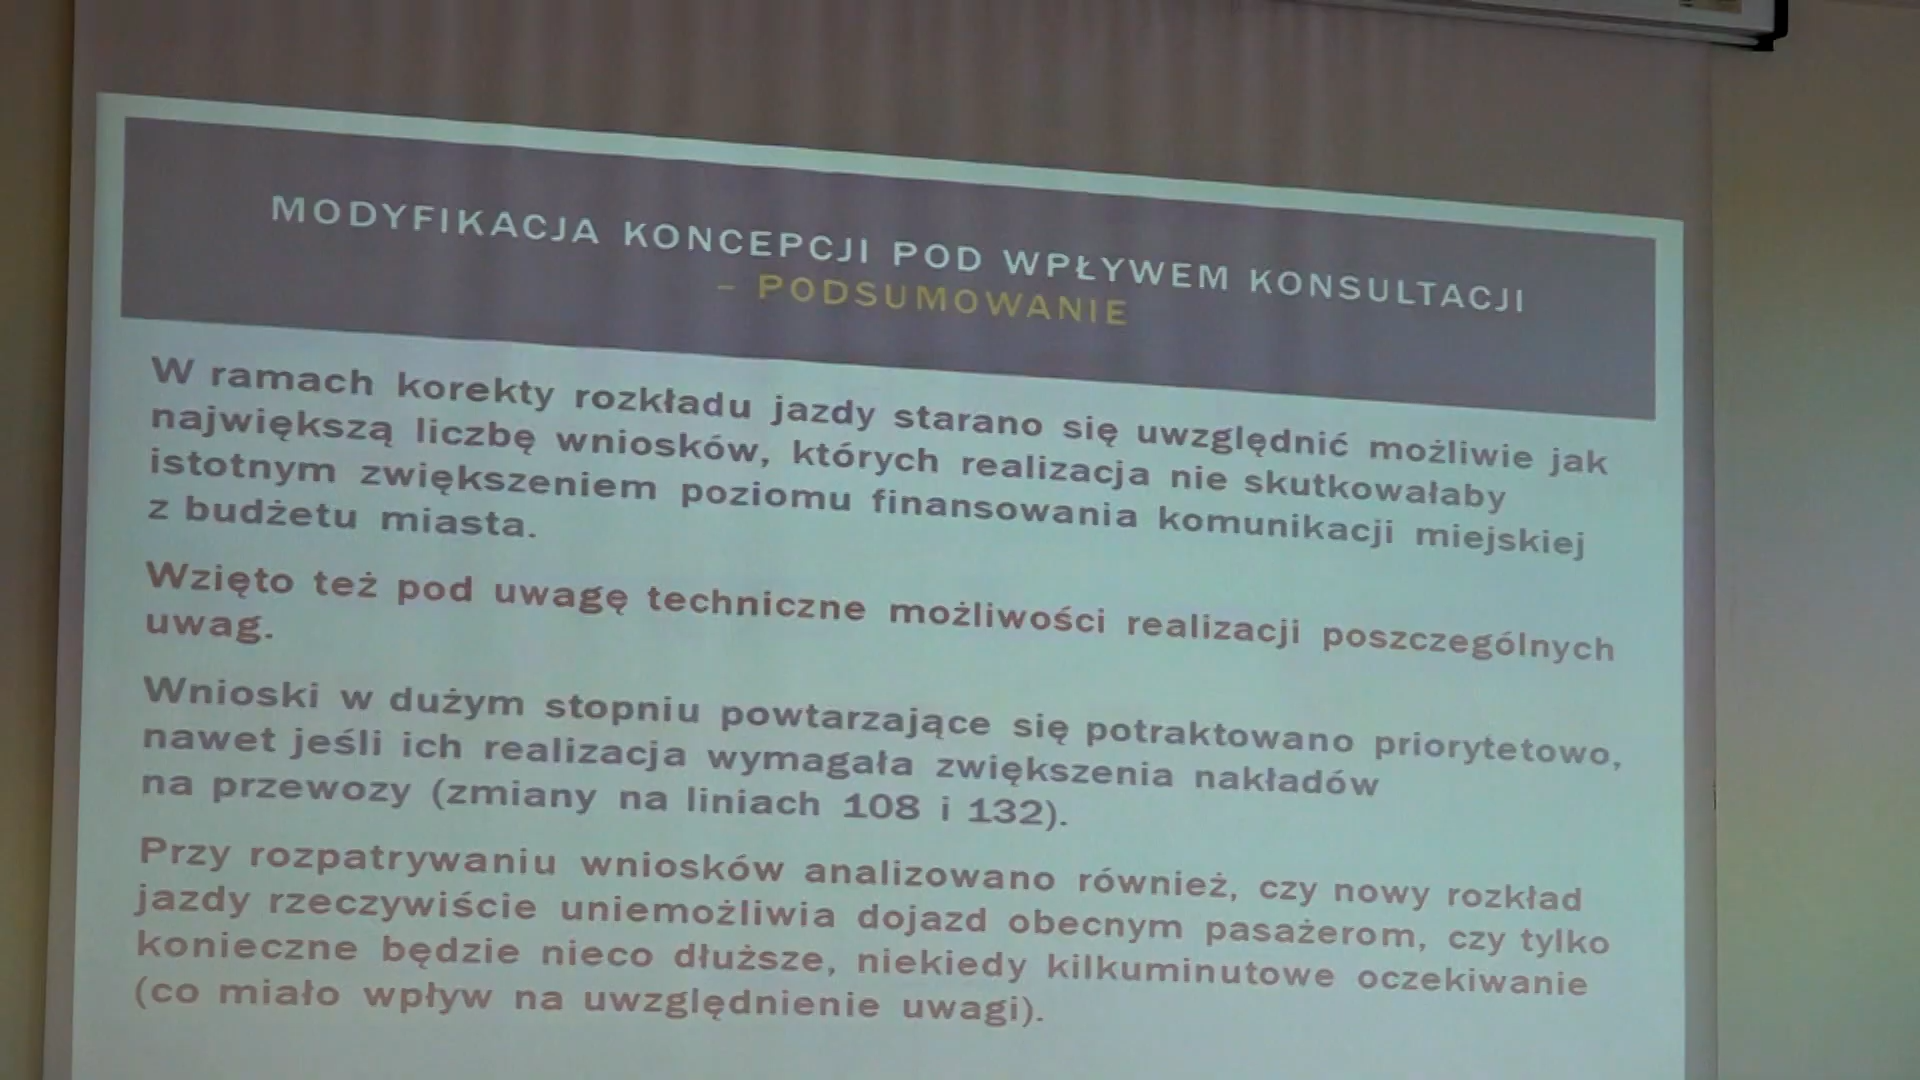 MODYFIKACJA KONCEPCJI POD WPŁYWEM KONSULTACJI
– PODSUMOWANIE
W ramach korekty rozkładu jazdy starano się uwzględnić możliwie jak
największą liczbę wniosków, których realizacja nie skutkowałaby
istotnym zwiększeniem poziomu finansowania komunikacji miejskiej
z budżetu miasta.
Wzięto też pod uwagę techniczne możliwości realizacji poszczególnych
uwag.
Wnioski w dużym stopniu powtarzające się potraktowano priorytetowo,
nawet jeśli ich realizacja wymagała zwiększenia nakładów
na przewozy (zmiany na liniach 108 i 132).
Przy rozpatrywaniu wniosków analizowano również, czy nowy rozkład
jazdy rzeczywiście uniemożliwia dojazd obecnym pasażerom, czy tylko
konieczne będzie nieco dłuższe, niekiedy kilkuminutowe oczekiwanie
(co miało wpływ na uwzględnienie uwagi).